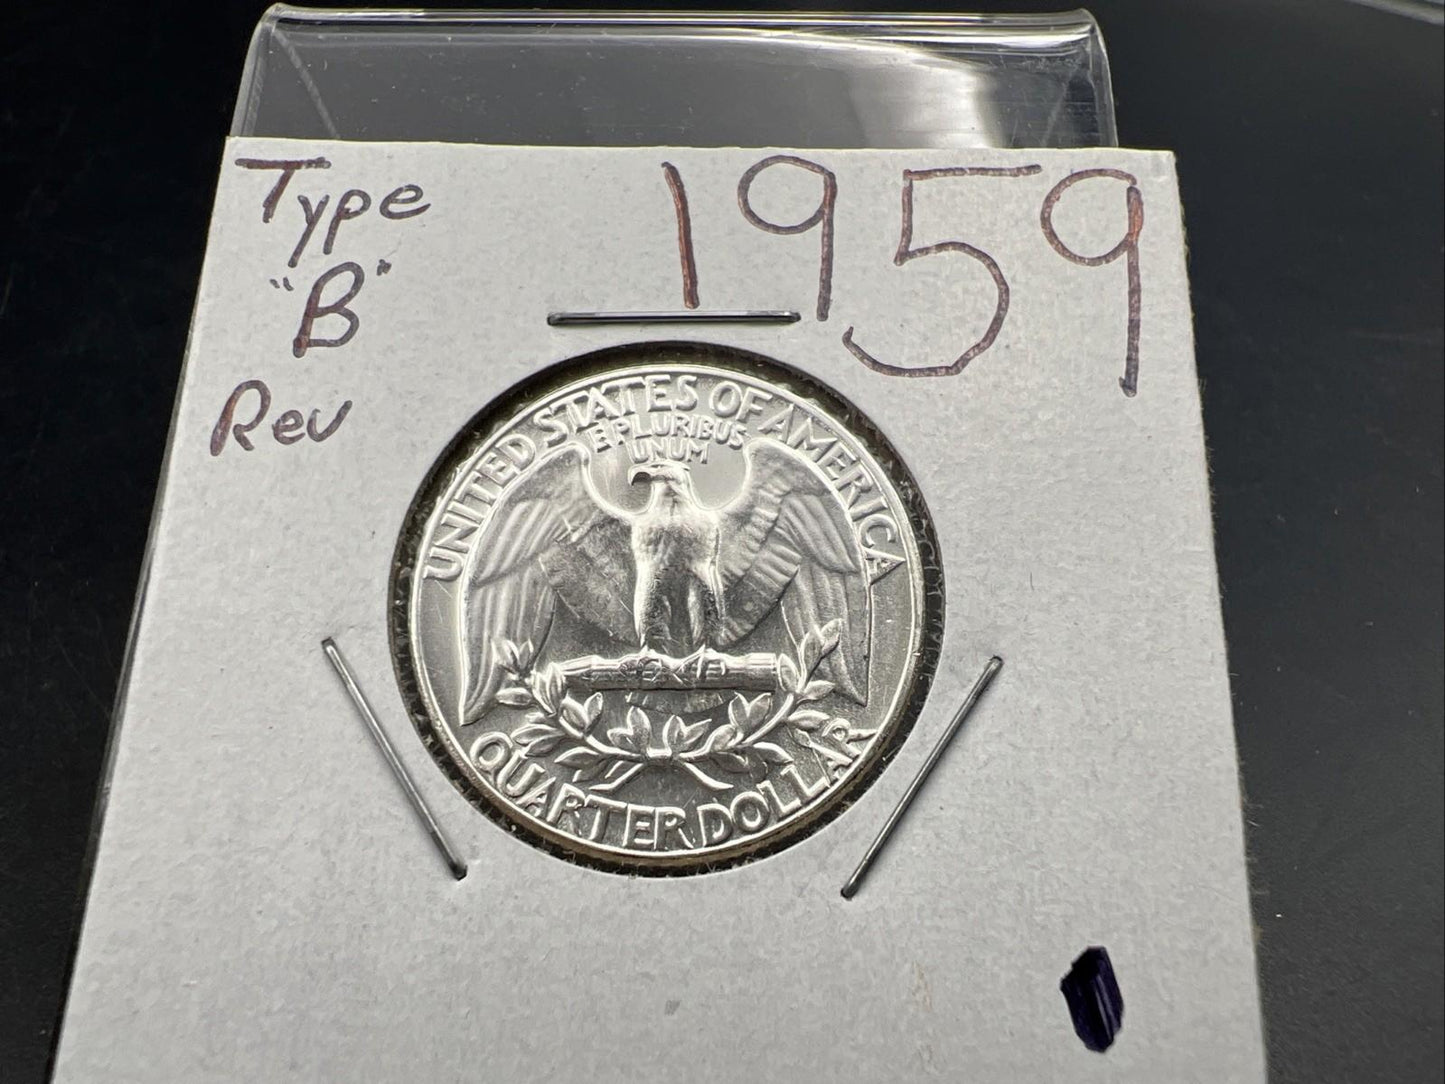 Type
"B"
Rev
1959
UNITED STATES OF AMERICA
E PLURIBUS
UNUM
QUARTER DOLLAR